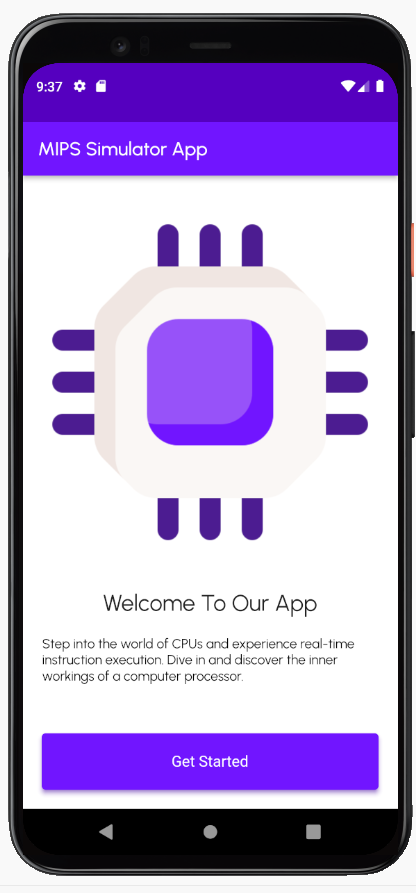 9:37
MIPS Simulator App
Welcome To Our App
Step into the world of CPUs and experience real-time
instruction execution. Dive in and discover the inner
workings of a computer processor.
Get Started